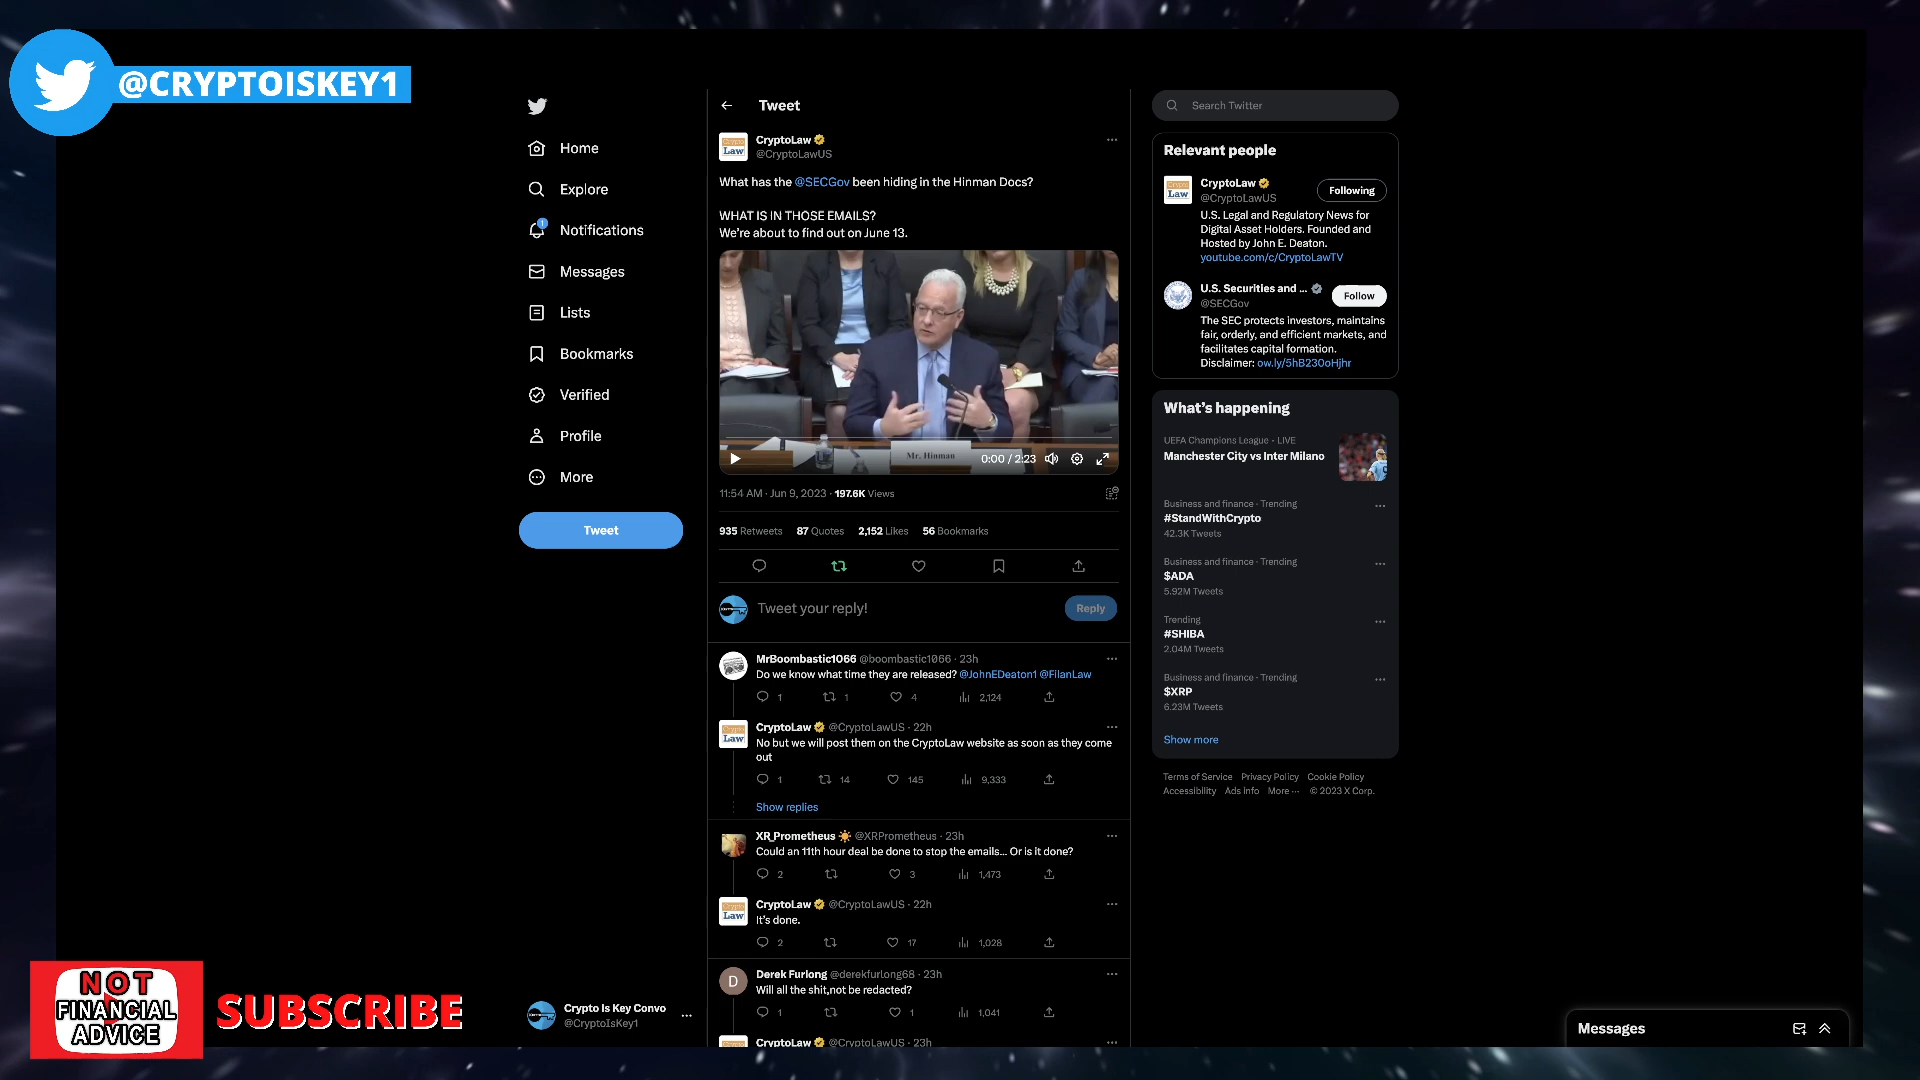 @CRYPTOISKEY1
Home
Explore
1
Notifications
Messages
Lists
Bookmarks
Verified
Profile
More
Tweet
Crypto Is Key Convo
@CryptoIsKey1
Tweet
CryptoLaw
@CryptoLawUS
What has the @SECGov been hiding in the Hinman Docs?
WHAT IS IN THOSE EMAILS?
We're about to find out on June 13.
Mr. Hinman
0:00 / 2:23
11:54 AM · Jun 9, 2023 · 197.6K Views
935 Retweets 87 Quotes 2,152 Likes 56 Bookmarks
Tweet your reply!
Reply
MrBoombastic1066 @boombastic1066 · 23h
Do we know what time they are released? @JohnEDeaton1 @FilanLaw
1 1 4 2,124
CryptoLaw @CryptoLawUS · 22h
No but we will post them on the CryptoLaw website as soon as they come
out
1 14 145 9,333
Show replies
XR_Prometheus @XRPrometheus · 23h
Could an 11th hour deal be done to stop the emails... Or is it done?
2 3 1,473
CryptoLaw @CryptoLawUS · 22h
It's done.
2 17 1,028
D
Derek Furlong @derekfurlong68 · 23h
Will all the shit,not be redacted?
1 1 1,041
CryptoLaw @CryptoLawUS · 23h
Search Twitter
Relevant people
CryptoLaw
@CryptoLawUS
Following
U.S. Legal and Regulatory News for
Digital Asset Holders. Founded and
Hosted by John E. Deaton.
youtube.com/c/CryptoLawTV
U.S. Securities and ...
@SECGov
Follow
The SEC protects investors, maintains
fair, orderly, and efficient markets, and
facilitates capital formation.
Disclaimer: ow.ly/5hB230oHjhr
What's happening
UEFA Champions League · LIVE
Manchester City vs Inter Milano
Business and finance · Trending
#StandWithCrypto
42.3K Tweets
Business and finance · Trending
$ADA
5.92M Tweets
Trending
#SHIBA
2.04M Tweets
Business and finance · Trending
$XRP
6.23M Tweets
Show more
Terms of Service Privacy Policy Cookie Policy
Accessibility Ads info More ··· © 2023 X Corp.
Messages
NOT
FINANCIAL
ADVICE
SUBSCRIBE